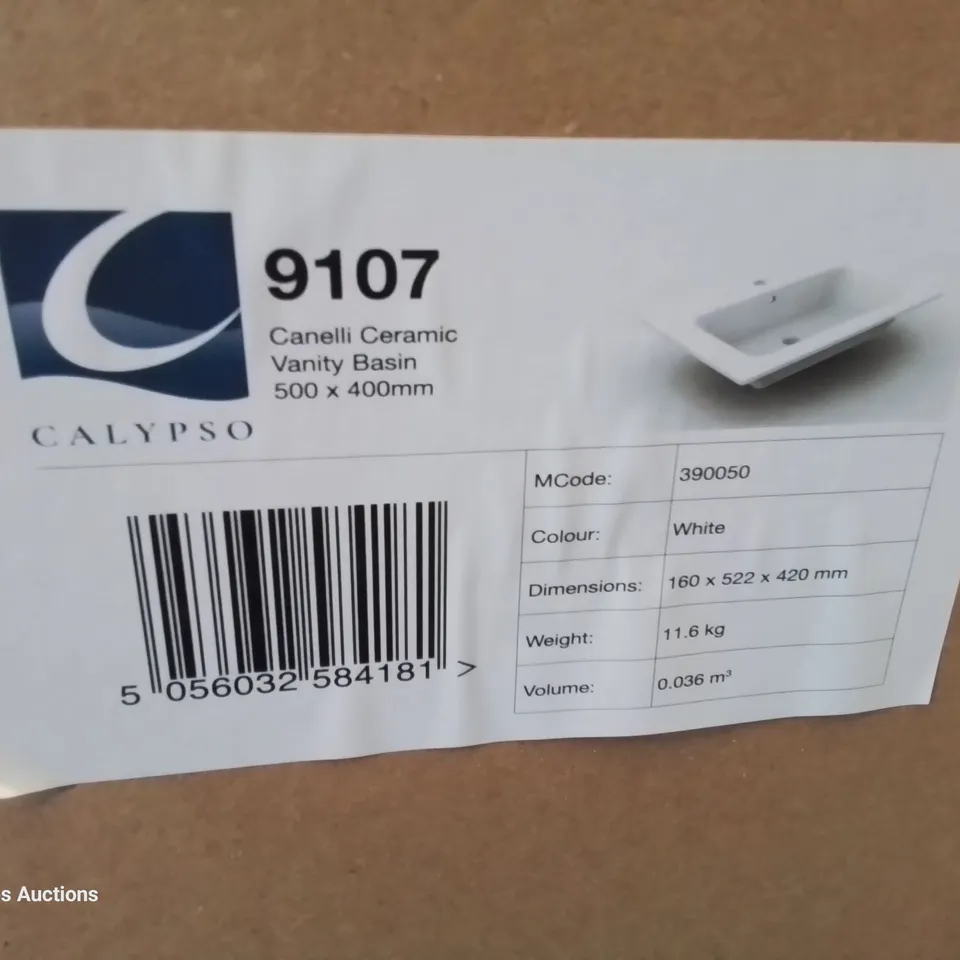 9107
Canelli Ceramic
Vanity Basin
500 x 400mm
CALYPSO
MCode: 390050
Colour: White
Dimensions: 160 x 522 x 420 mm
Weight: 11.6 kg
Volume: 0.036 m³
5 056032 584181 >
s Auctions